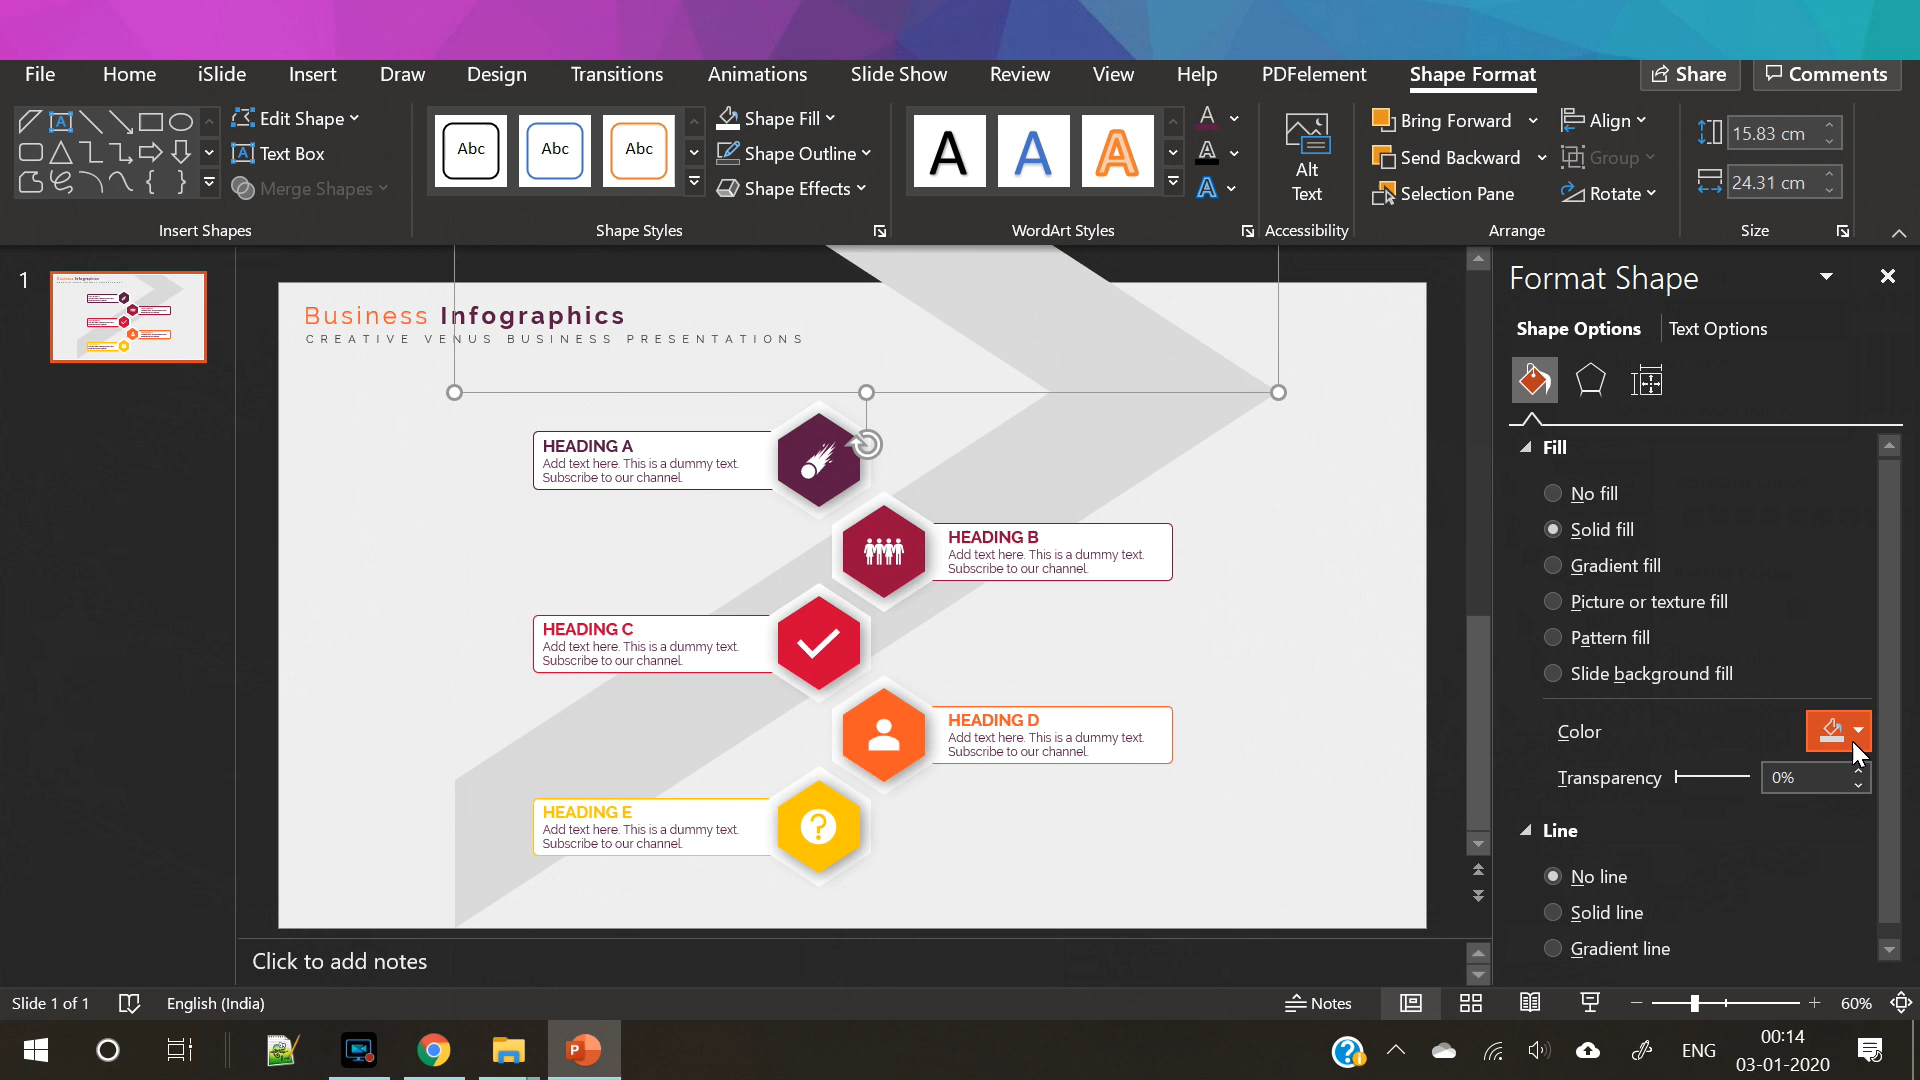 File Home iSlide Insert Draw Design Transitions Animations Slide Show Review View Help PDFelement Shape Format Share Comments
Edit Shape
Text Box
Merge Shapes
Insert Shapes
Abc Abc Abc
Shape Fill
Shape Outline
Shape Effects
Shape Styles
A A A
WordArt Styles
Alt
Text
Accessibility
Bring Forward
Send Backward
Selection Pane
Align
Group
Rotate
Arrange
15.83 cm
24.31 cm
Size
1
Business Infographics
CREATIVE VENUS BUSINESS PRESENTATIONS
HEADING A
Add text here. This is a dummy text.
Subscribe to our channel.
HEADING B
Add text here. This is a dummy text.
Subscribe to our channel.
HEADING C
Add text here. This is a dummy text.
Subscribe to our channel.
HEADING D
Add text here. This is a dummy text.
Subscribe to our channel.
HEADING E
Add text here. This is a dummy text.
Subscribe to our channel.
Format Shape
Shape Options Text Options
Fill
No fill
Solid fill
Gradient fill
Picture or texture fill
Pattern fill
Slide background fill
Color
Transparency 0%
Line
No line
Solid line
Gradient line
Click to add notes
Slide 1 of 1 English (India) Notes 60%
ENG
00:14
03-01-2020